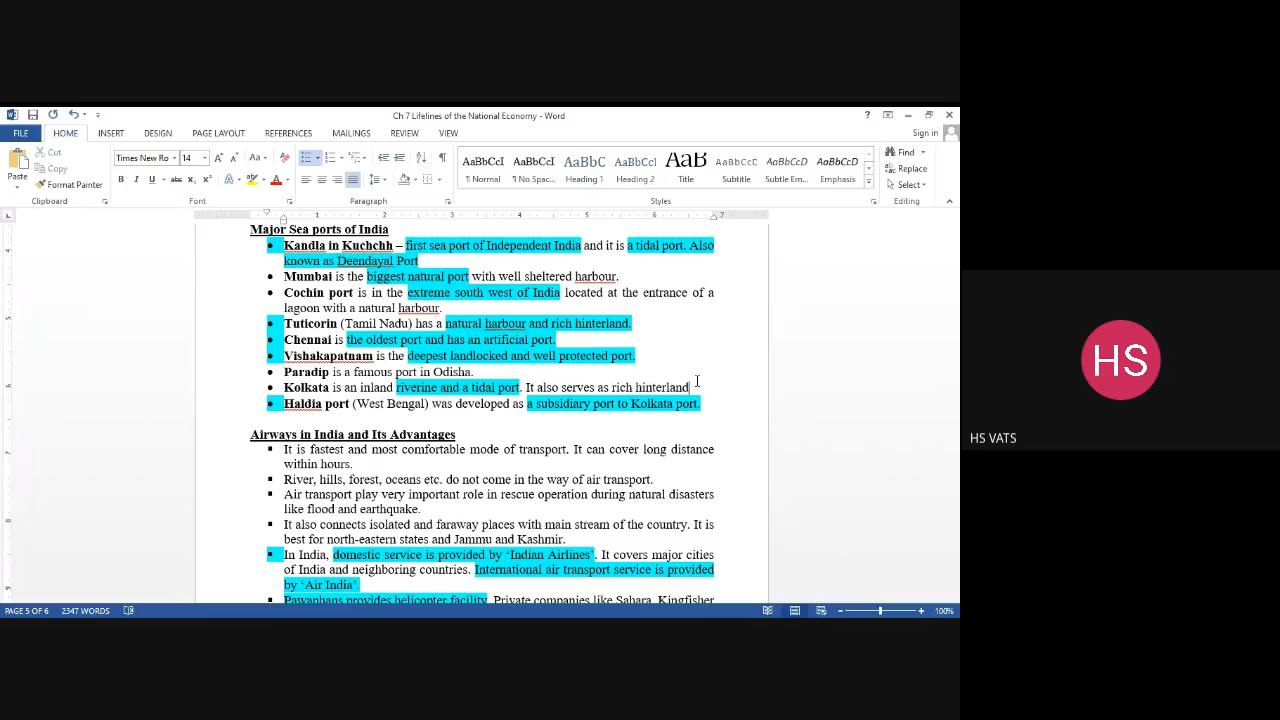 Ch 7 Lifelines of the National Economy - Word
Sign in
FILE HOME INSERT DESIGN PAGE LAYOUT REFERENCES MAILINGS REVIEW VIEW
Paste
Cut
Copy
Format Painter
Clipboard
Times New Ro 14
Font
Paragraph
AaBbCcI AaBbCcI AaBbCc AaBbCcl AaB AaBbCcD AaBbCcD AaBbCcD
¶ Normal ¶ No Spac... Heading 1 Heading 2 Title Subtitle Subtle Em... Emphasis
Styles
Find
Replace
Select
Editing
Major Sea ports of India
• Kandla in Kuchchh – first sea port of Independent India and it is a tidal port. Also
known as Deendayal Port
• Mumbai is the biggest natural port with well sheltered harbour.
• Cochin port is in the extreme south west of India located at the entrance of a
lagoon with a natural harbour.
• Tuticorin (Tamil Nadu) has a natural harbour and rich hinterland.
• Chennai is the oldest port and has an artificial port.
• Vishakapatnam is the deepest landlocked and well protected port.
• Paradip is a famous port in Odisha.
• Kolkata is an inland riverine and a tidal port. It also serves as rich hinterland
• Haldia port (West Bengal) was developed as a subsidiary port to Kolkata port.
Airways in India and Its Advantages
▪ It is fastest and most comfortable mode of transport. It can cover long distance
within hours.
▪ River, hills, forest, oceans etc. do not come in the way of air transport.
▪ Air transport play very important role in rescue operation during natural disasters
like flood and earthquake.
▪ It also connects isolated and faraway places with main stream of the country. It is
best for north-eastern states and Jammu and Kashmir.
▪ In India, domestic service is provided by ‘Indian Airlines’. It covers major cities
of India and neighboring countries. International air transport service is provided
by ‘Air India’.
▪ Pawanhans provides helicopter facility. Private companies like Sahara, Kingfisher
PAGE 5 OF 6 2347 WORDS
100%
HS
HS VATS